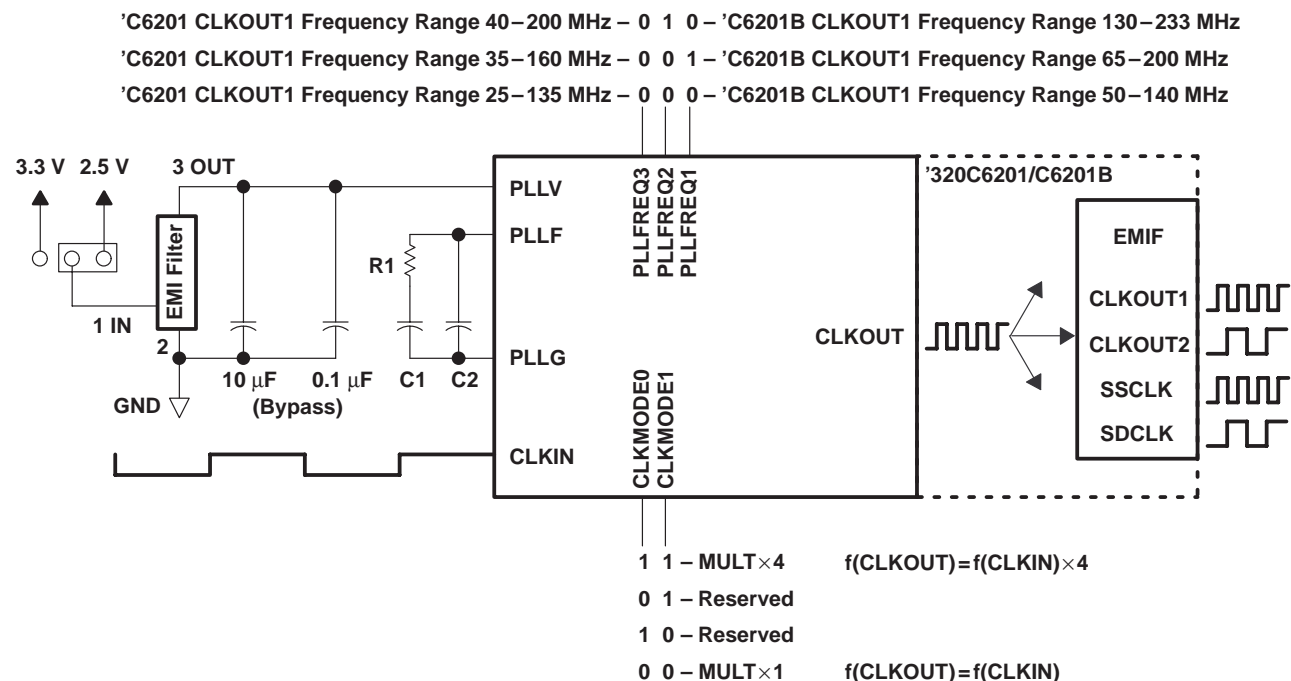 ’C6201 CLKOUT1 Frequency Range 40–200 MHz – 0 1 0 – ’C6201B CLKOUT1 Frequency Range 130–233 MHz
’C6201 CLKOUT1 Frequency Range 35–160 MHz – 0 0 1 – ’C6201B CLKOUT1 Frequency Range 65–200 MHz
’C6201 CLKOUT1 Frequency Range 25–135 MHz – 0 0 0 – ’C6201B CLKOUT1 Frequency Range 50–140 MHz
3.3 V 2.5 V 3 OUT
’320C6201/C6201B
PLLV
PLLFREQ3
PLLFREQ2
PLLFREQ1
PLLF
EMI Filter
R1
EMIF
CLKOUT1
1 IN
CLKOUT
CLKOUT2
2
PLLG
10 µF 0.1 µF C1 C2
(Bypass)
GND
SSCLK
SDCLK
CLKIN
CLKMODE0
CLKMODE1
1 1 – MULT×4 f(CLKOUT)=f(CLKIN)×4
0 1 – Reserved
1 0 – Reserved
0 0 – MULT×1 f(CLKOUT)=f(CLKIN)